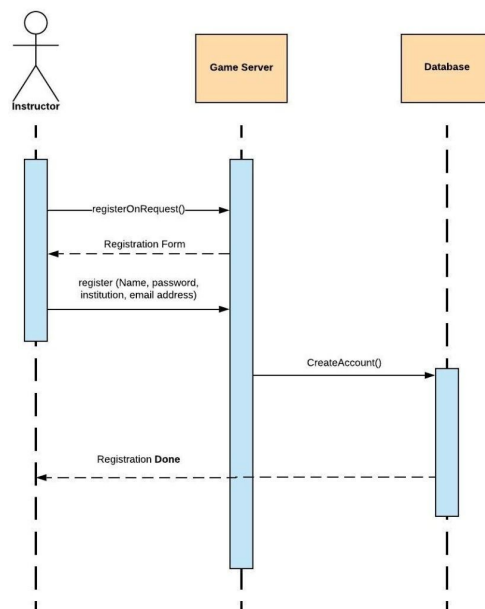 Game Server
Database
Instructor
registerOnRequest()
Registration Form
register (Name, password,
institution, email address)
CreateAccount()
Registration Done